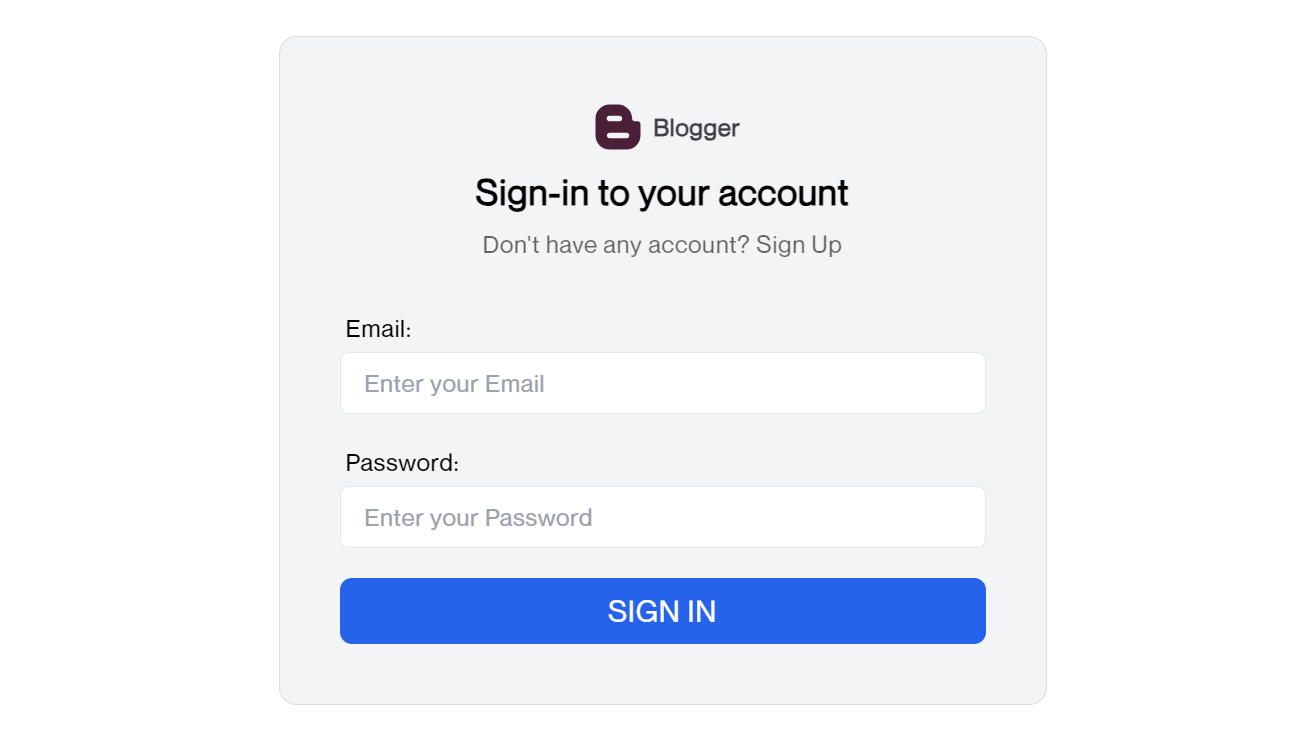 Blogger
Sign-in to your account
Don't have any account? Sign Up
Email:
Enter your Email
Password:
Enter your Password
SIGN IN